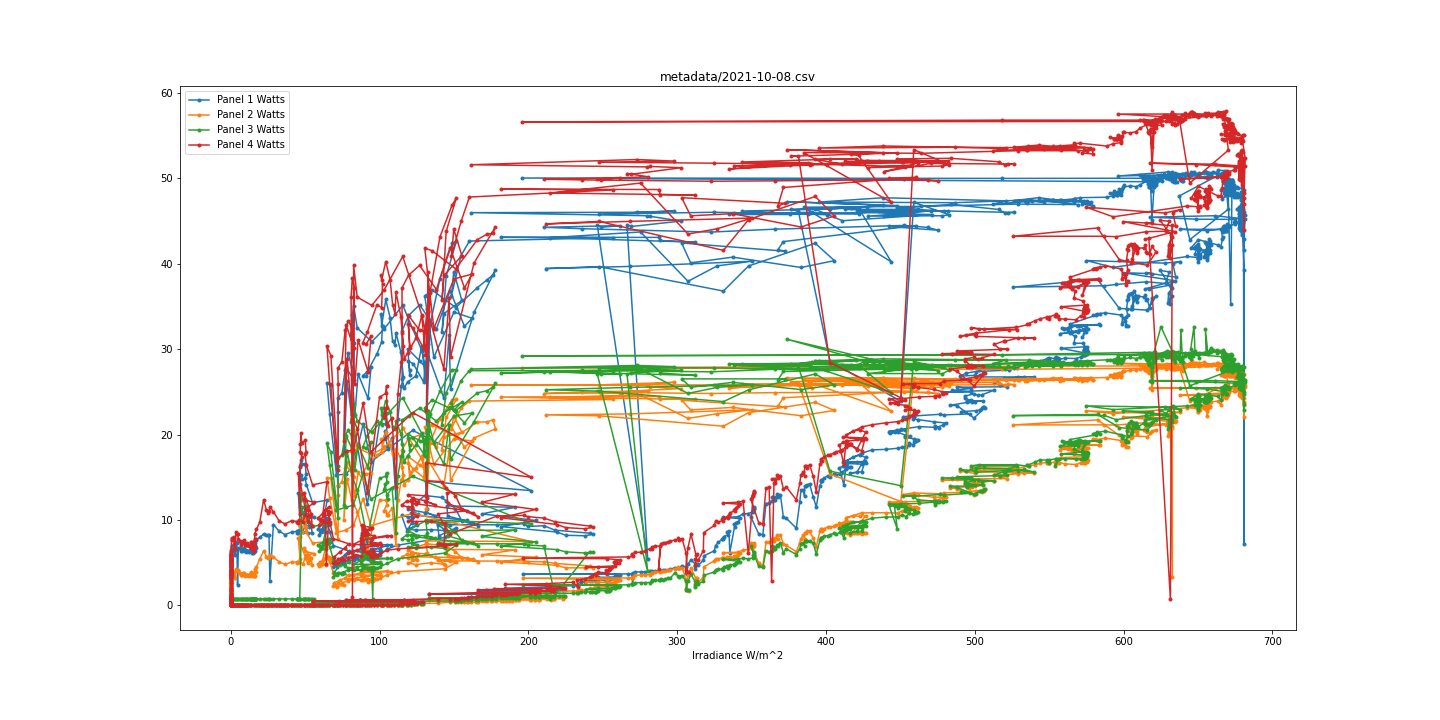 metadata/2021-10-08.csv
60
50
40
30
20
10
0
Panel 1 Watts
Panel 2 Watts
Panel 3 Watts
Panel 4 Watts
0 100 200 300 400 500 600 700
Irradiance W/m^2